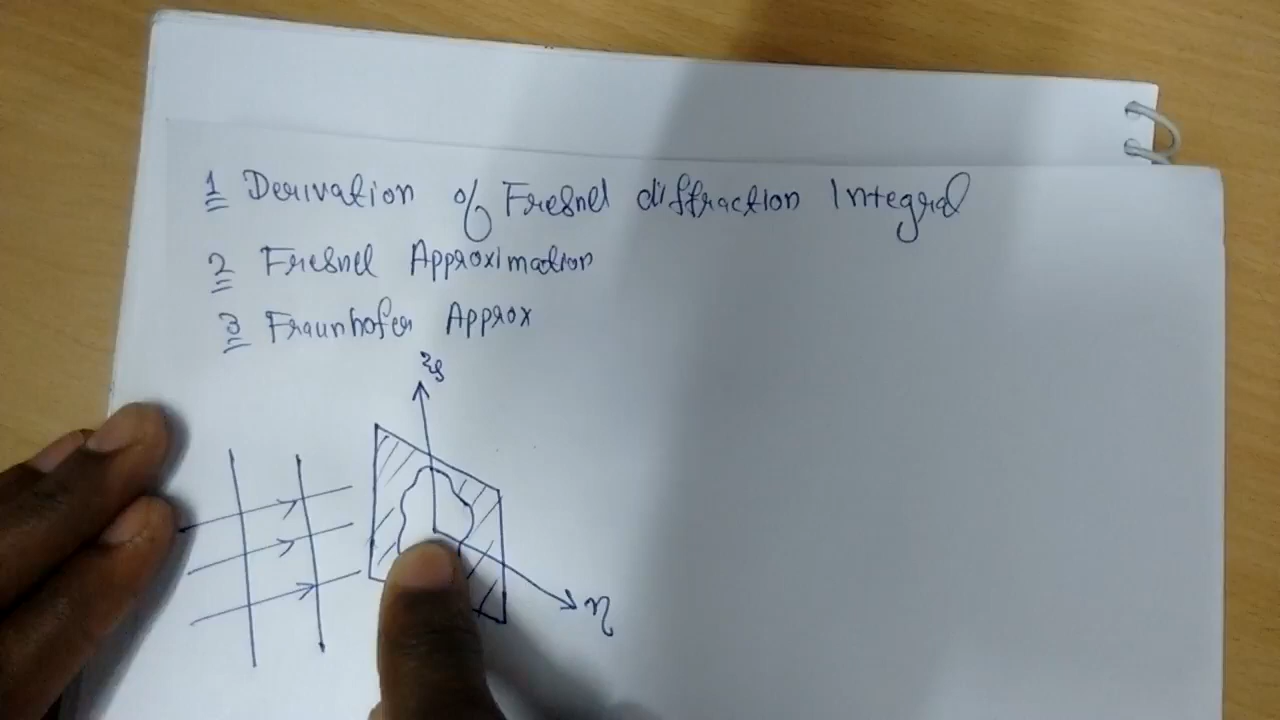 1 Derivation of Fresnel diffraction Integral
2 Fresnel Approximation
3 Fraunhofer Approx
ξ
η